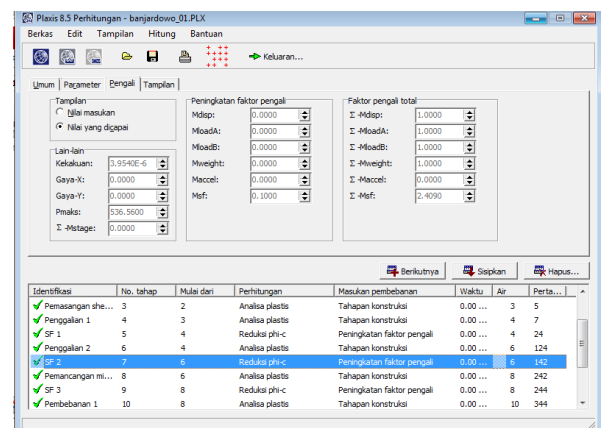 Plaxis 8.5 Perhitungan - banjardowo_01.PLX
Berkas Edit Tampilan Hitung Bantuan
Keluaran...
Umum Parameter Pengali Tampilan
Tampilan
Nilai masukan
Nilai yang digapai
Lain-lain
Kekakuan: 3.9540E-6
Gaya-X: 0.0000
Gaya-Y: 0.0000
Pmaks: 536.5600
Σ -Mstage: 0.0000
Peningkatan faktor pengali
Mdisp: 0.0000
MloadA: 0.0000
MloadB: 0.0000
Mweight: 0.0000
Maccel: 0.0000
Msf: 0.1000
Faktor pengali total
Σ -Mdisp: 1.0000
Σ -MloadA: 1.0000
Σ -MloadB: 1.0000
Σ -Mweight: 1.0000
Σ -Maccel: 0.0000
Σ -Msf: 2.4090
Berikutnya Sisipkan Hapus...
Identifikasi No. tahap Mulai dari Perhitungan Masukan pembebanan Waktu Air Perta...
Pemasangan she... 3 2 Analisa plastis Tahapan konstruksi 0.00 ... 3 5
Penggalian 1 4 3 Analisa plastis Tahapan konstruksi 0.00 ... 4 7
SF 1 5 4 Reduksi phi-c Peningkatan faktor pengali 0.00 ... 4 24
Penggalian 2 6 4 Analisa plastis Tahapan konstruksi 0.00 ... 6 124
SF 2 7 6 Reduksi phi-c Peningkatan faktor pengali 0.00 ... 6 142
Pemancangan mi... 8 6 Analisa plastis Tahapan konstruksi 0.00 ... 8 242
SF 3 9 8 Reduksi phi-c Peningkatan faktor pengali 0.00 ... 8 244
Pembebanan 1 10 8 Analisa plastis Tahapan konstruksi 0.00 ... 10 344